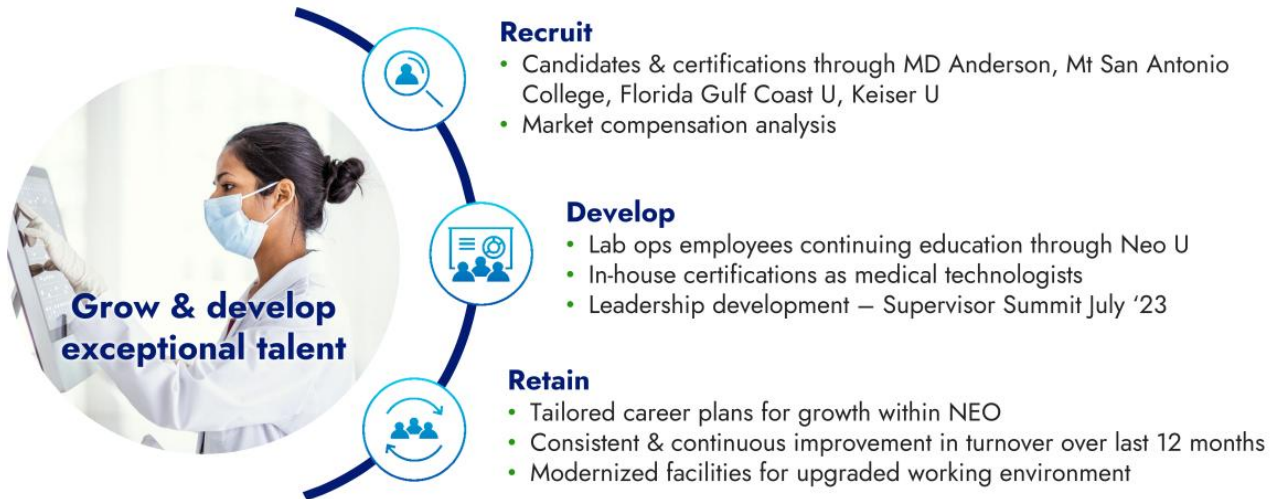 Grow & develop
exceptional talent
Recruit
• Candidates & certifications through MD Anderson, Mt San Antonio
College, Florida Gulf Coast U, Keiser U
• Market compensation analysis
Develop
• Lab ops employees continuing education through Neo U
• In-house certifications as medical technologists
• Leadership development – Supervisor Summit July ‘23
Retain
• Tailored career plans for growth within NEO
• Consistent & continuous improvement in turnover over last 12 months
• Modernized facilities for upgraded working environment